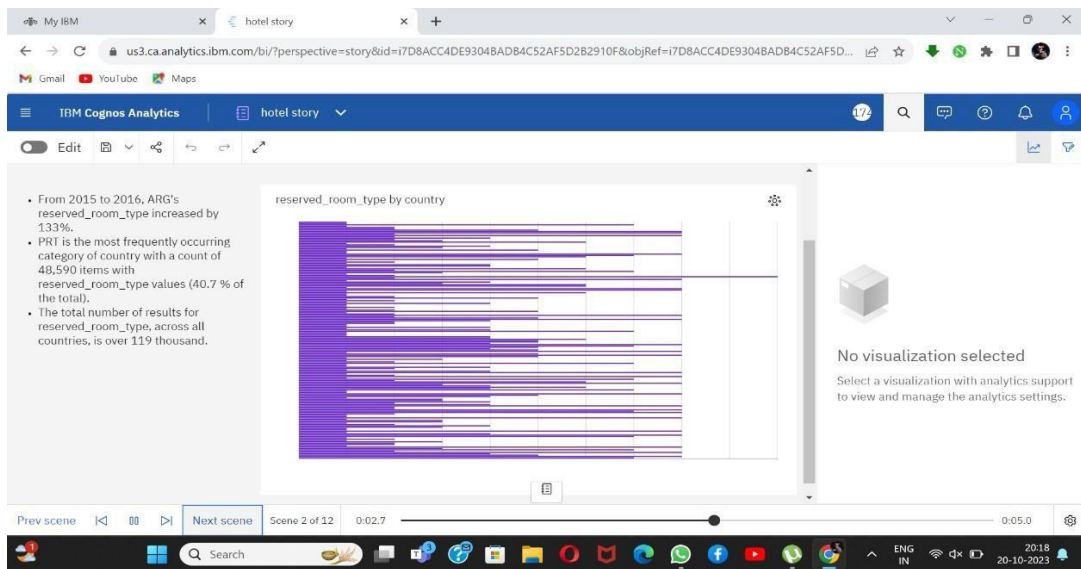 My IBM
hotel story
us3.ca.analytics.ibm.com/bi/?perspective=story&id=i7D8ACC4DE9304BADB4C52AF5D2B2910F&objRef=i7D8ACC4DE9304BADB4C52AF5D...
Gmail YouTube Maps
IBM Cognos Analytics
hotel story
Edit
• From 2015 to 2016, ARG's
reserved_room_type increased by
133%.
• PRT is the most frequently occurring
category of country with a count of
48,590 items with
reserved_room_type values (40.7 % of
the total).
• The total number of results for
reserved_room_type, across all
countries, is over 119 thousand.
reserved_room_type by country
No visualization selected
Select a visualization with analytics support
to view and manage the analytics settings.
Prev scene Next scene Scene 2 of 12 0:02.7 0:05.0
Search
ENG
IN
20:18
20-10-2023